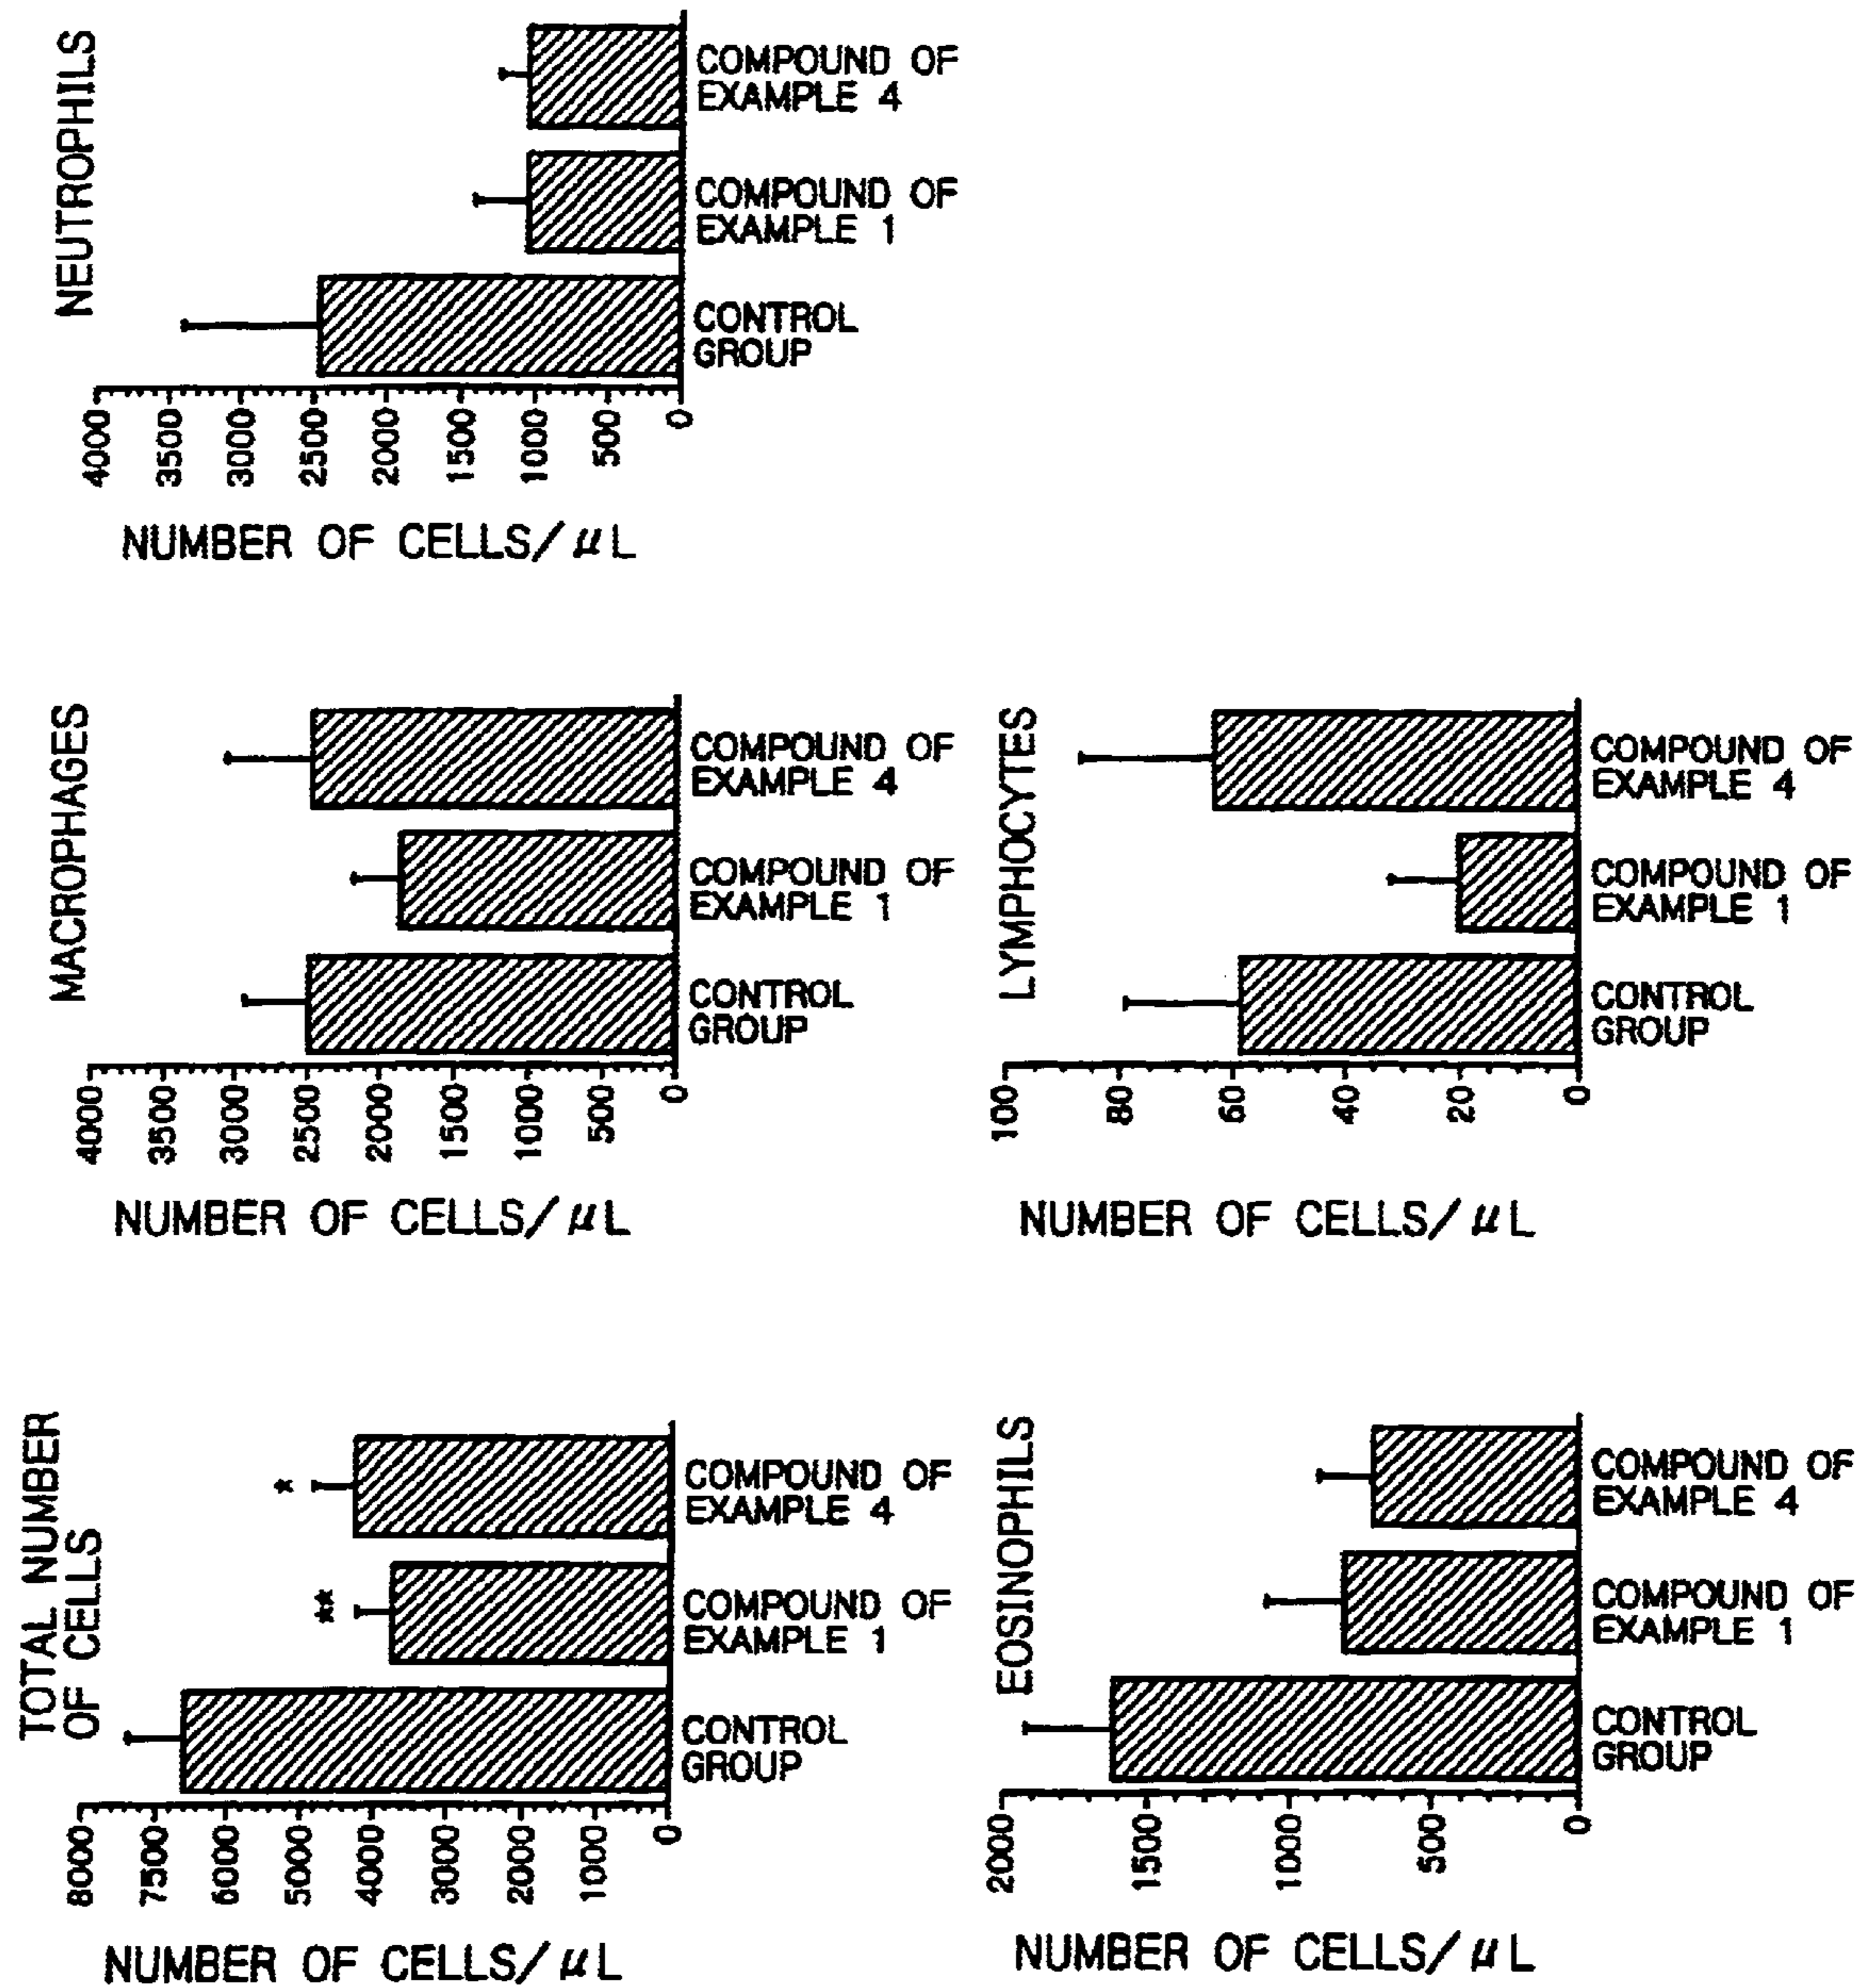 TOTAL NUMBER
OF CELLS
NUMBER OF CELLS/μL
8000
7000
6000
5000
4000
3000
2000
1000
0
CONTROL
GROUP
**
COMPOUND OF
EXAMPLE 1
*
COMPOUND OF
EXAMPLE 4
MACROPHAGES
NUMBER OF CELLS/μL
4000
3500
3000
2500
2000
1500
1000
500
0
CONTROL
GROUP
COMPOUND OF
EXAMPLE 1
COMPOUND OF
EXAMPLE 4
NEUTROPHILS
NUMBER OF CELLS/μL
4000
3500
3000
2500
2000
1500
1000
500
0
CONTROL
GROUP
COMPOUND OF
EXAMPLE 1
COMPOUND OF
EXAMPLE 4
EOSINOPHILS
NUMBER OF CELLS/μL
2000
1500
1000
500
0
CONTROL
GROUP
COMPOUND OF
EXAMPLE 1
COMPOUND OF
EXAMPLE 4
LYMPHOCYTES
NUMBER OF CELLS/μL
100
80
60
40
20
0
CONTROL
GROUP
COMPOUND OF
EXAMPLE 1
COMPOUND OF
EXAMPLE 4